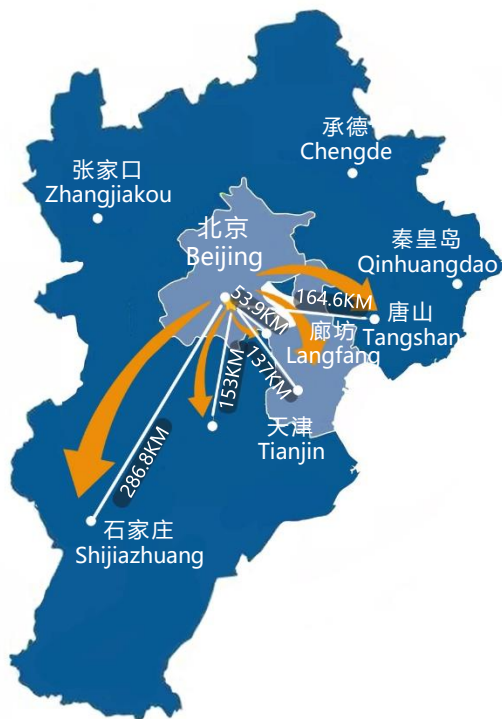 承德
Chengde
张家口
Zhangjiakou
北京
Beijing
秦皇岛
Qinhuangdao
53.9KM
164.6KM
唐山
Tangshan
廊坊
Langfang
153KM
137KM
天津
Tianjin
286.8KM
石家庄
Shijiazhuang